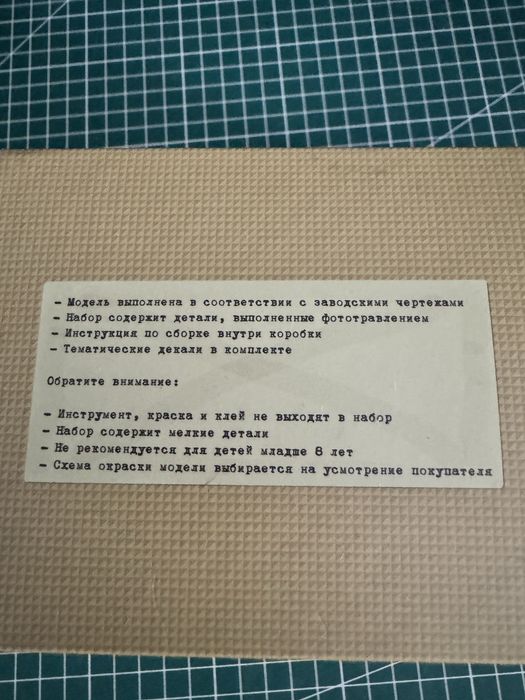 - Модель выполнена в соответствии с заводскими чертежами
- Набор содержит детали, выполненные фототравлением
- Инструкция по сборке внутри коробки
- Тематические декали в комплекте
Обратите внимание:
- Инструмент, краска и клей не выходят в набор
- Набор содержит мелкие детали
- Не рекомендуется для детей младше 8 лет
- Схема окраски модели выбирается на усмотрение покупателя